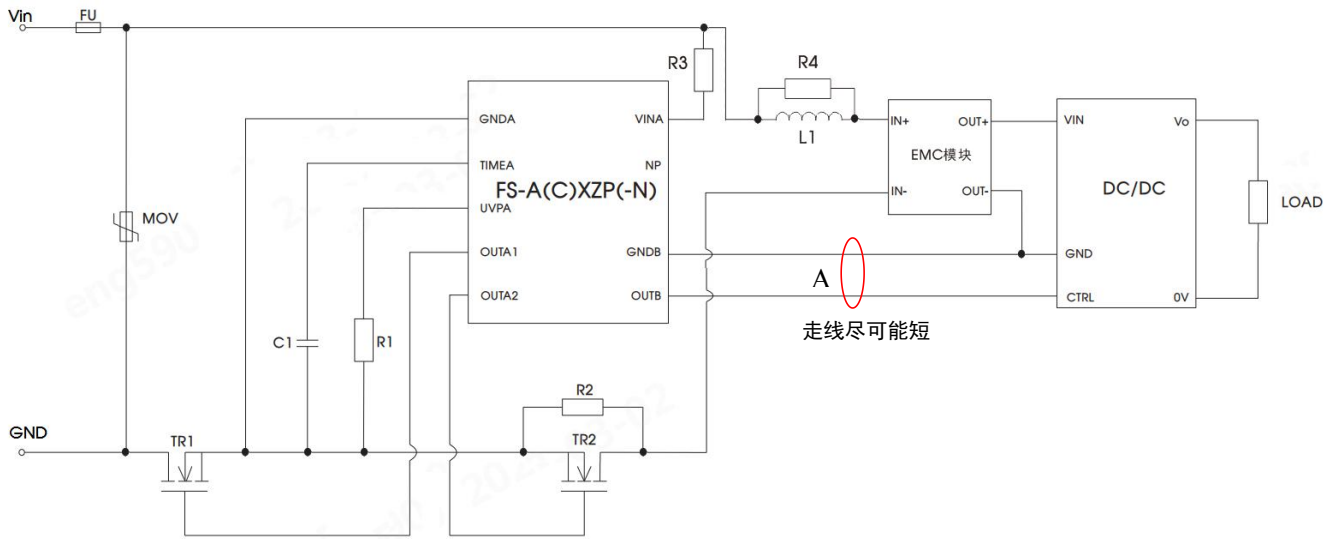 Vin
FU
R3
R4
L1
GNDA
VINA
TIMEA
NP
FS-A(C)XZP(-N)
UVPA
OUTA1
GNDB
OUTA2
OUTB
IN+
OUT+
EMC模块
IN-
OUT-
VIN
Vo
DC/DC
GND
CTRL
0V
LOAD
MOV
A
走线尽可能短
C1
R1
R2
GND
TR1
TR2